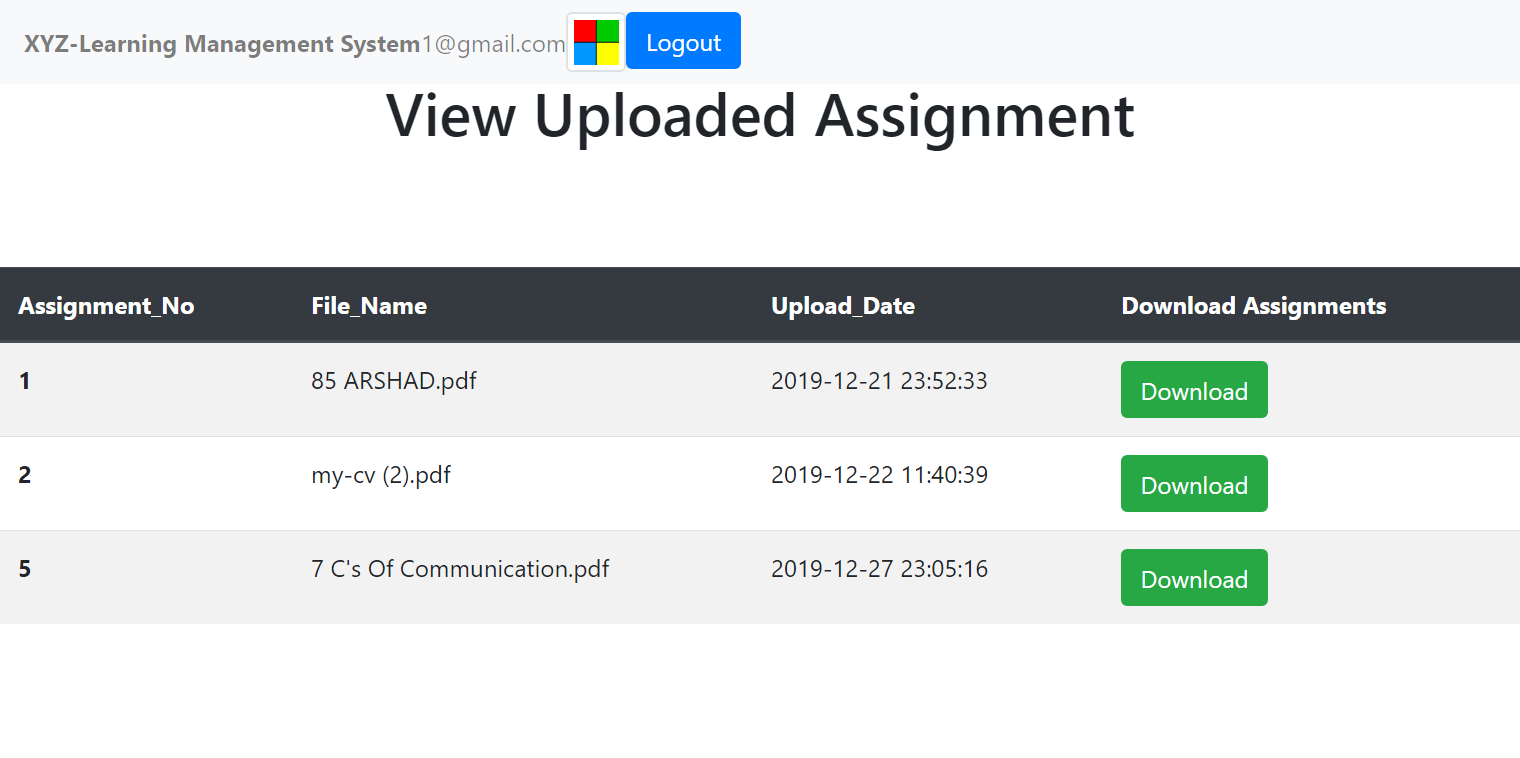 XYZ-Learning Management System1@gmail.com Logout
View Uploaded Assignment
Assignment_No File_Name Upload_Date Download Assignments
1 85 ARSHAD.pdf 2019-12-21 23:52:33 Download
2 my-cv (2).pdf 2019-12-22 11:40:39 Download
5 7 C's Of Communication.pdf 2019-12-27 23:05:16 Download